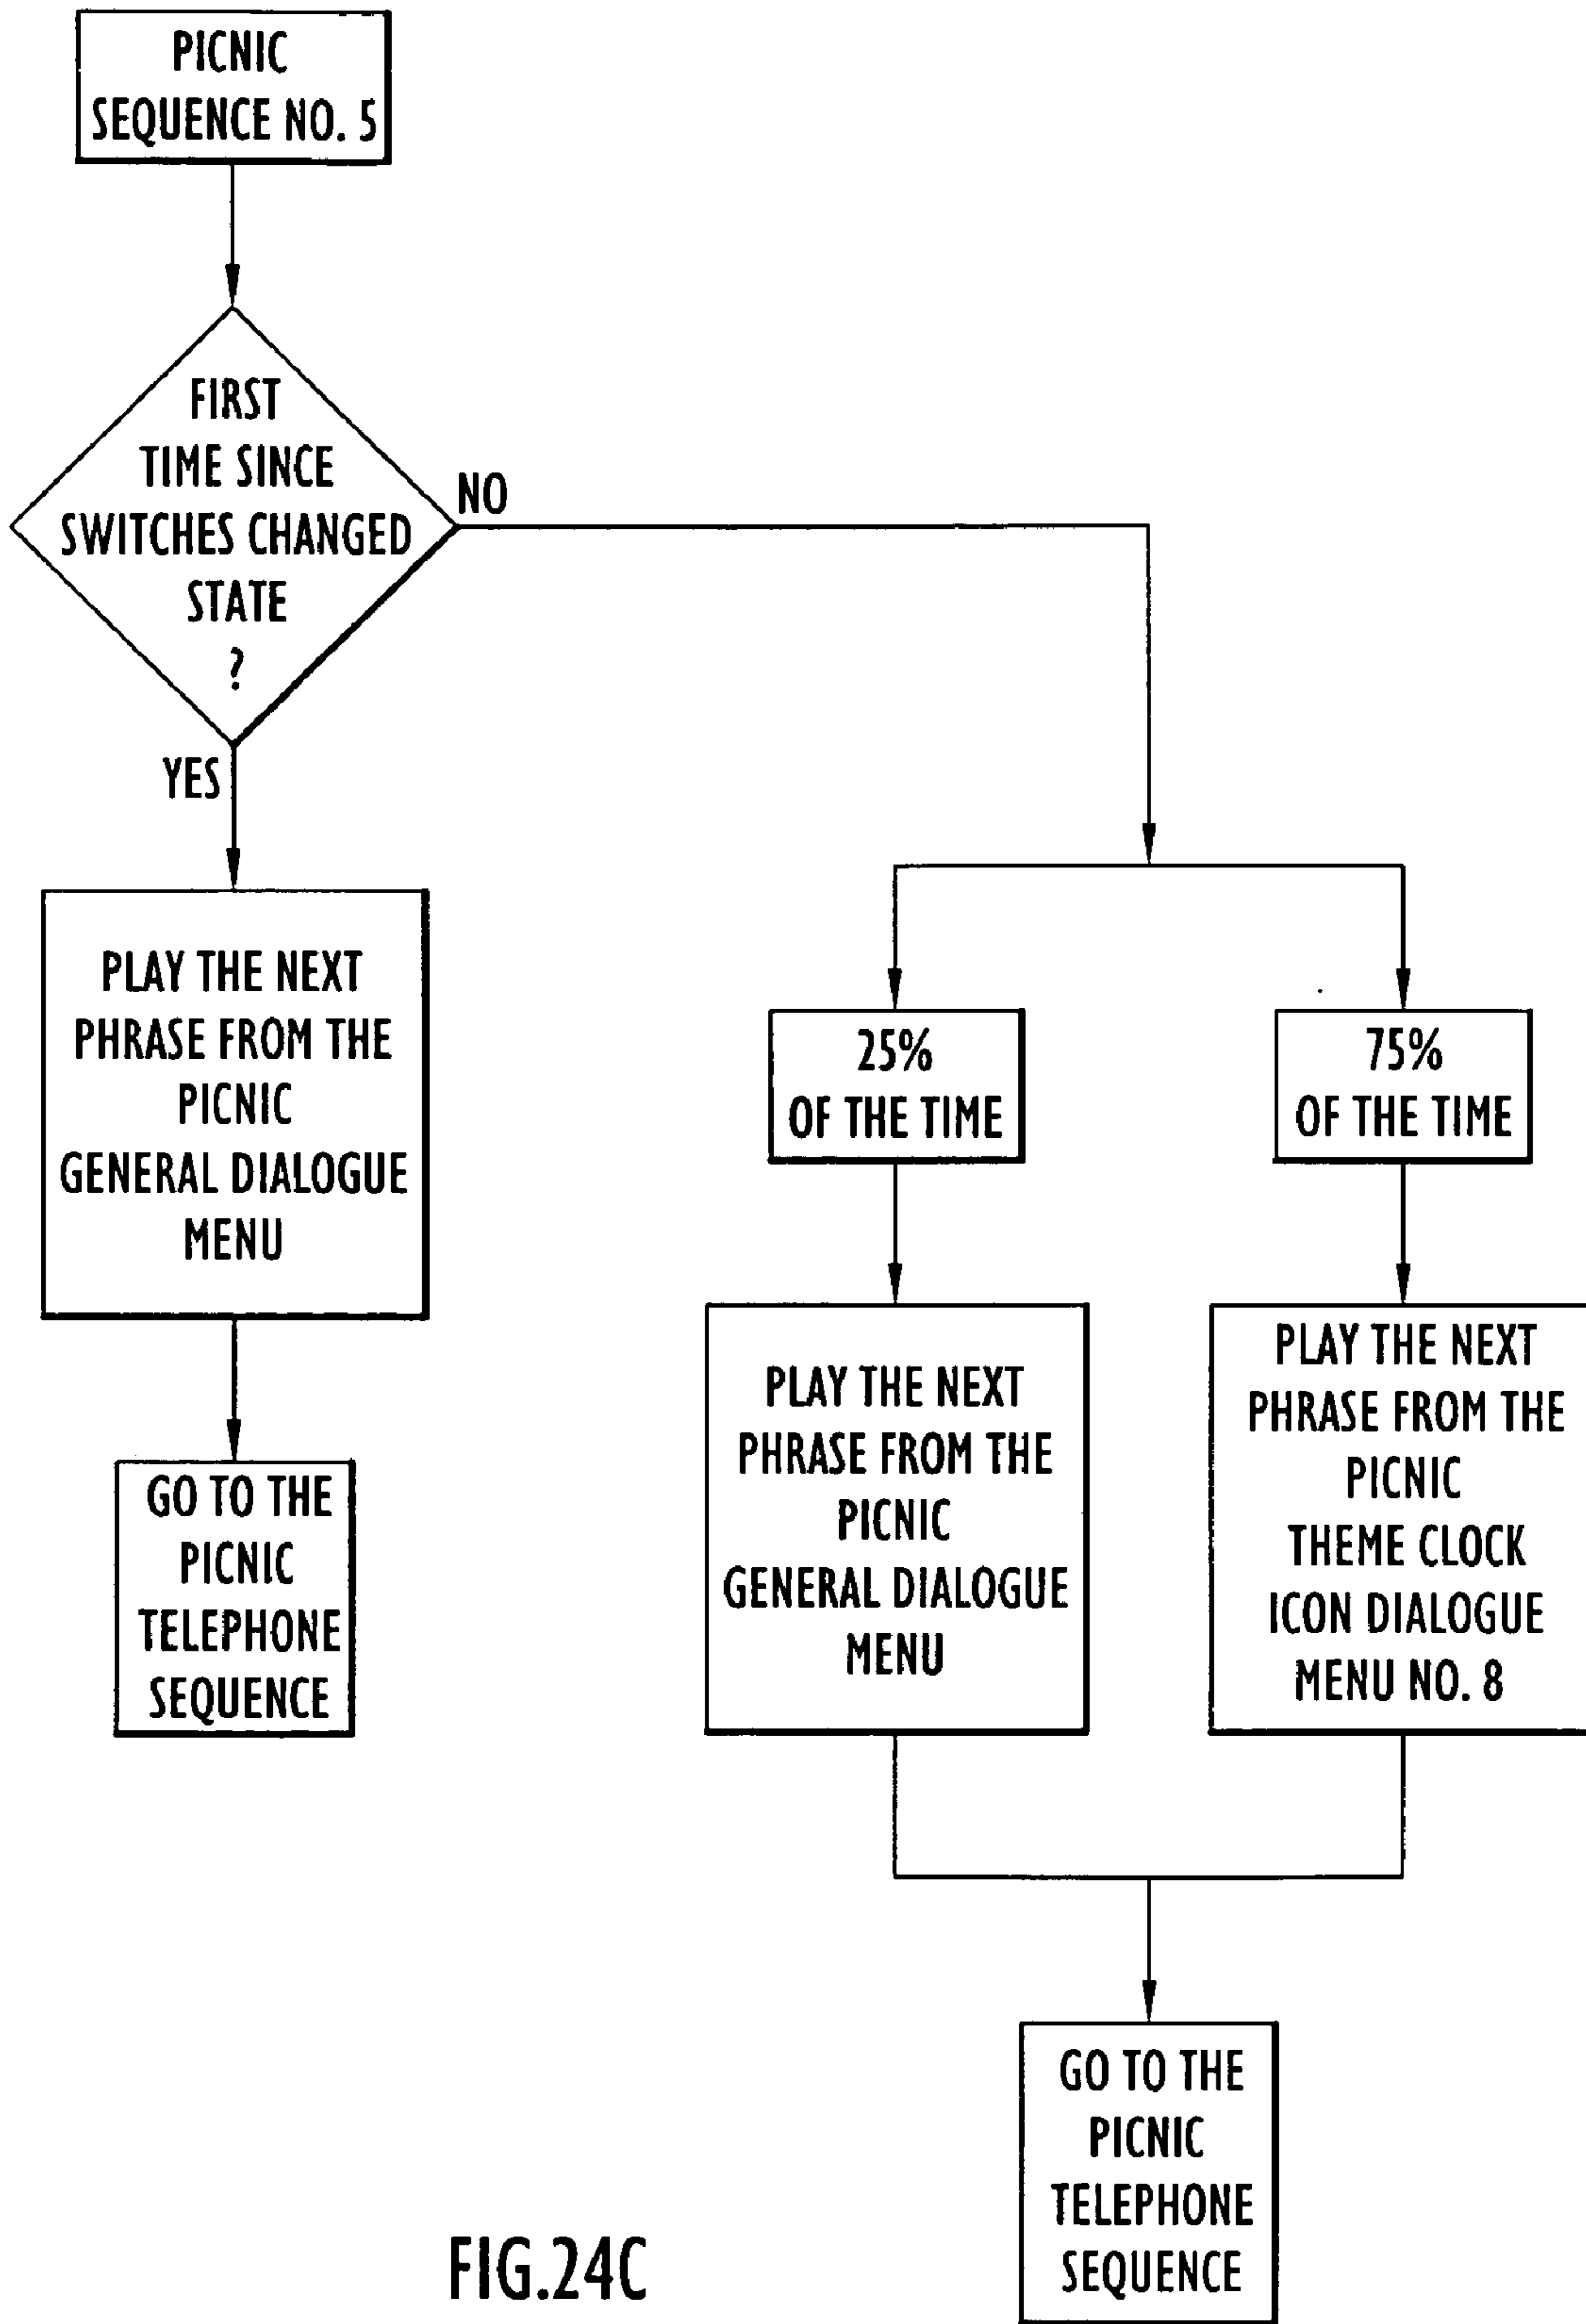 PICNIC
SEQUENCE NO. 5
FIRST
TIME SINCE
SWITCHES CHANGED
STATE
?
NO
YES
PLAY THE NEXT
PHRASE FROM THE
PICNIC
GENERAL DIALOGUE
MENU
GO TO THE
PICNIC
TELEPHONE
SEQUENCE
25%
OF THE TIME
75%
OF THE TIME
PLAY THE NEXT
PHRASE FROM THE
PICNIC
GENERAL DIALOGUE
MENU
PLAY THE NEXT
PHRASE FROM THE
PICNIC
THEME CLOCK
ICON DIALOGUE
MENU NO. 8
GO TO THE
PICNIC
TELEPHONE
SEQUENCE
FIG.24C